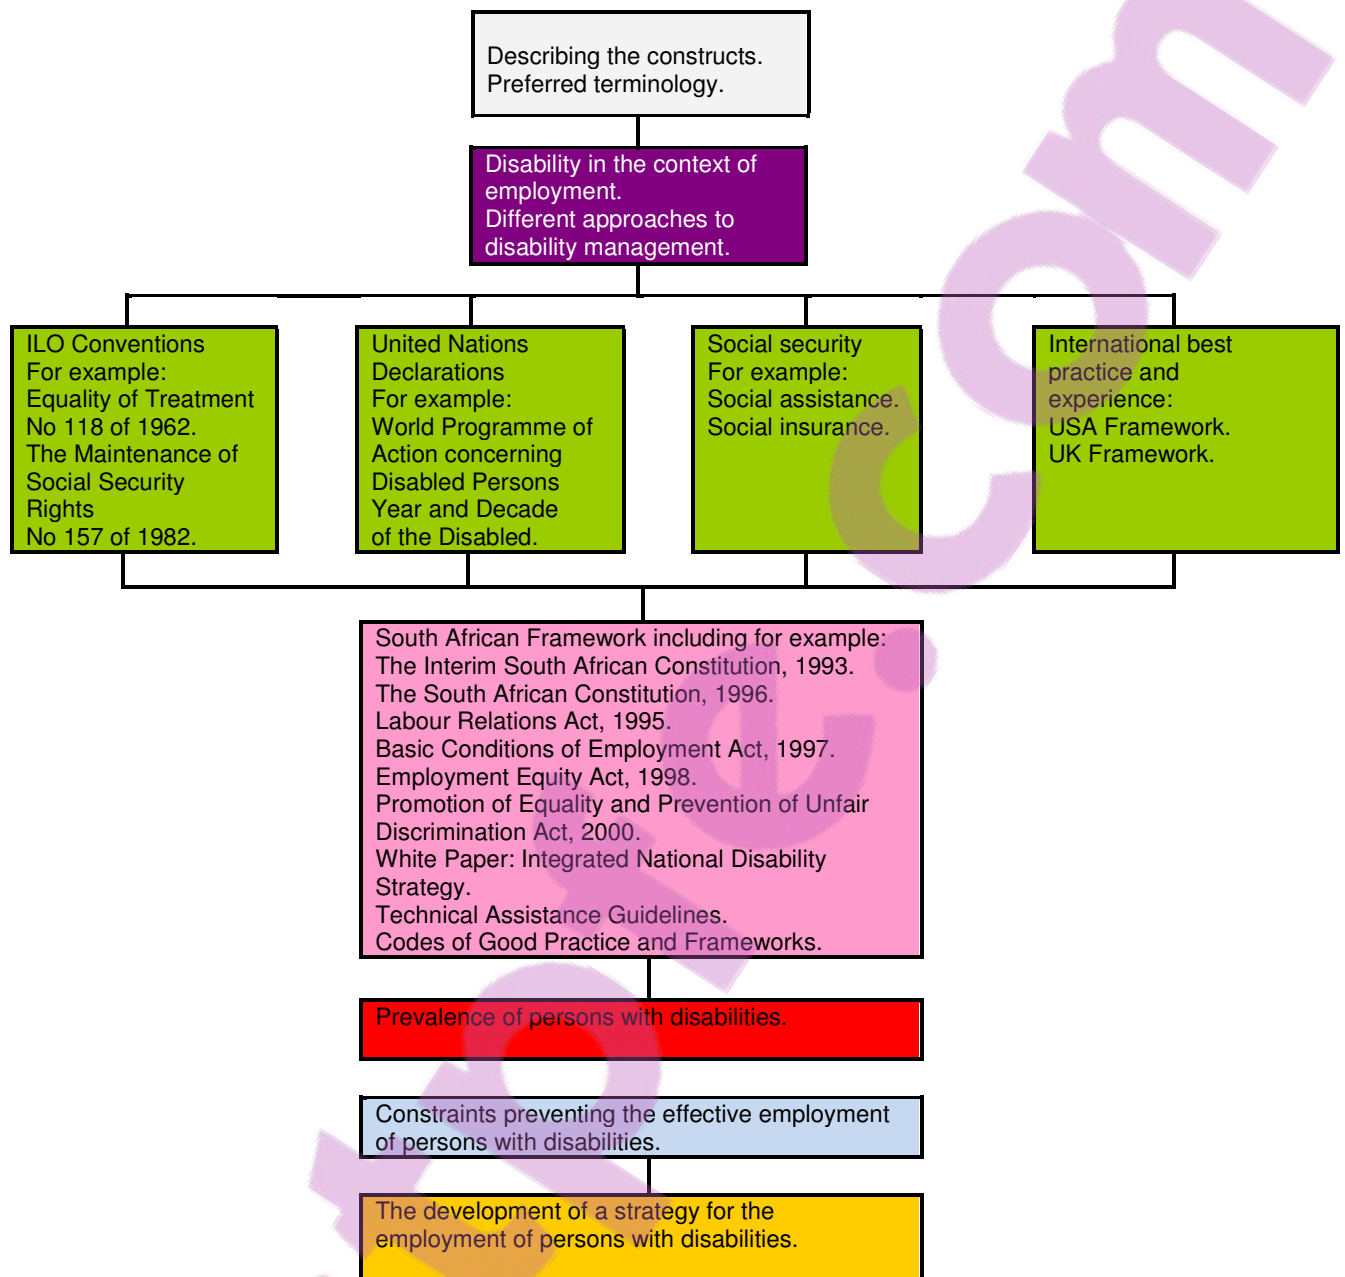 Describing the constructs.
Preferred terminology.
Disability in the context of
employment.
Different approaches to
disability management.
ILO Conventions
For example:
Equality of Treatment
No 118 of 1962.
The Maintenance of
Social Security
Rights
No 157 of 1982.
United Nations
Declarations
For example:
World Programme of
Action concerning
Disabled Persons
Year and Decade
of the Disabled.
Social security
For example:
Social assistance.
Social insurance.
International best
practice and
experience:
USA Framework.
UK Framework.
South African Framework including for example:
The Interim South African Constitution, 1993.
The South African Constitution, 1996.
Labour Relations Act, 1995.
Basic Conditions of Employment Act, 1997.
Employment Equity Act, 1998.
Promotion of Equality and Prevention of Unfair
Discrimination Act, 2000.
White Paper: Integrated National Disability
Strategy.
Technical Assistance Guidelines.
Codes of Good Practice and Frameworks.
Prevalence of persons with disabilities.
Constraints preventing the effective employment
of persons with disabilities.
The development of a strategy for the
employment of persons with disabilities.
tpfe.com